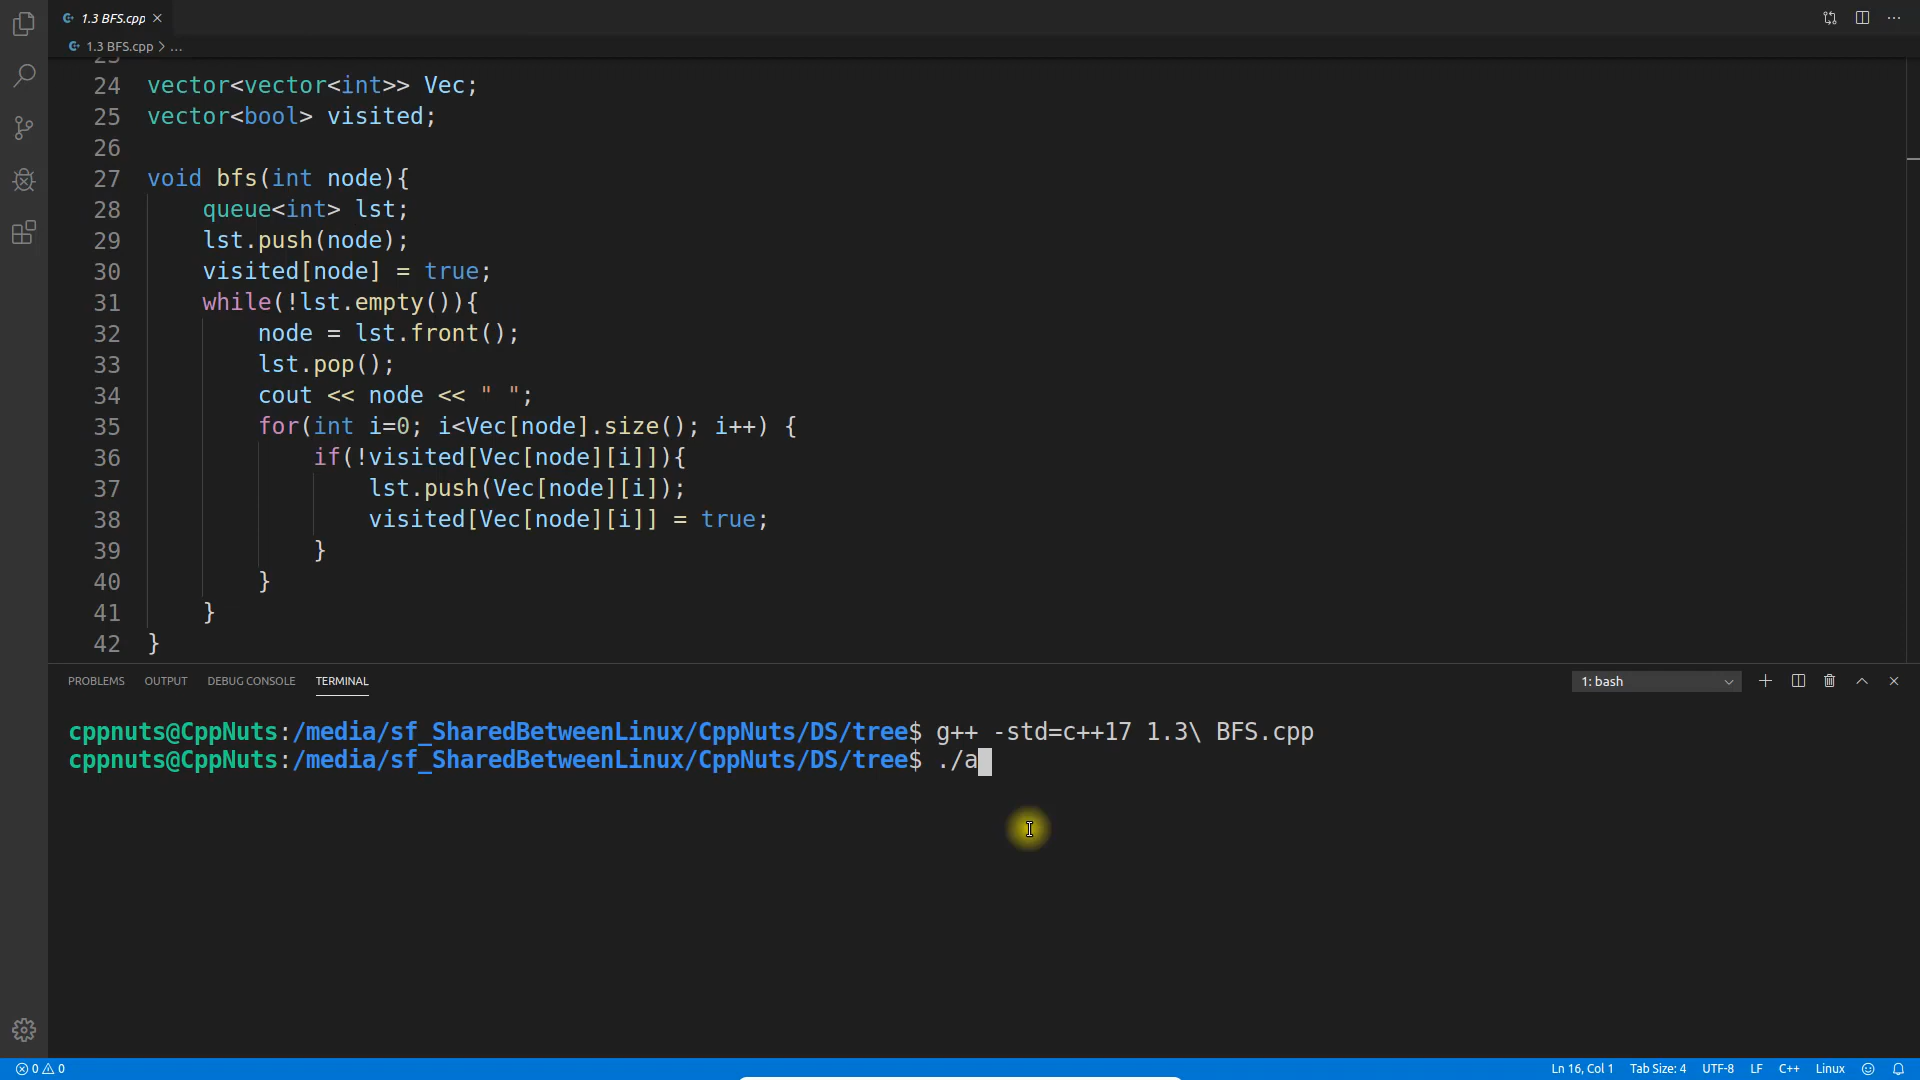 1.3 BFS.cpp
1.3 BFS.cpp > ...
23
24 vector<vector<int>> Vec;
25 vector<bool> visited;
26
27 void bfs(int node){
28 queue<int> lst;
29 lst.push(node);
30 visited[node] = true;
31 while(!lst.empty()){
32 node = lst.front();
33 lst.pop();
34 cout << node << " ";
35 for(int i=0; i<Vec[node].size(); i++) {
36 if(!visited[Vec[node][i]]){
37 lst.push(Vec[node][i]);
38 visited[Vec[node][i]] = true;
39 }
40 }
41 }
42 }
PROBLEMS OUTPUT DEBUG CONSOLE TERMINAL 1: bash
cppnuts@CppNuts:/media/sf_SharedBetweenLinux/CppNuts/DS/tree$ g++ -std=c++17 1.3\ BFS.cpp
cppnuts@CppNuts:/media/sf_SharedBetweenLinux/CppNuts/DS/tree$ ./a
0 0 Ln 16, Col 1 Tab Size: 4 UTF-8 LF C++ Linux